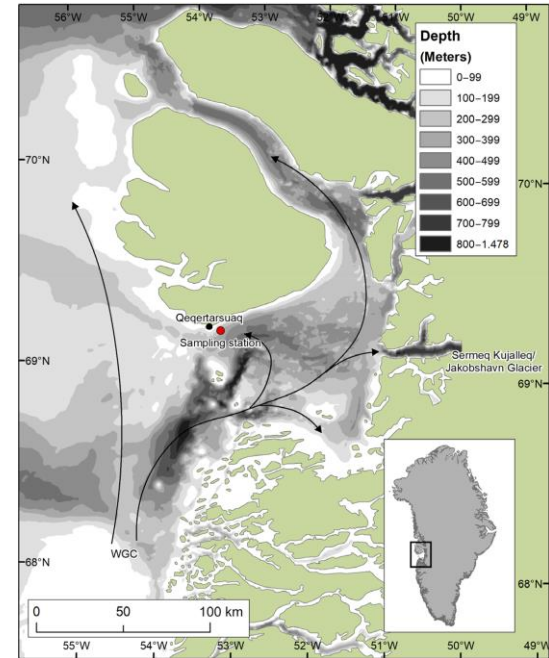 56°W 55°W 54°W 53°W 52°W 51°W 50°W 49°W 48°W
Depth
(Meters)
0–99
100–199
200–299
300–399
400–499
500–599
600–699
700–799
800–1.478
70°N
70°N
Qeqertarsuaq
Sampling station
69°N
Sermeq Kujalleq/
Jakobshavn Glacier
69°N
WGC
68°N
68°N
0 50 100 km
55°W 54°W 53°W 52°W 51°W 50°W 49°W